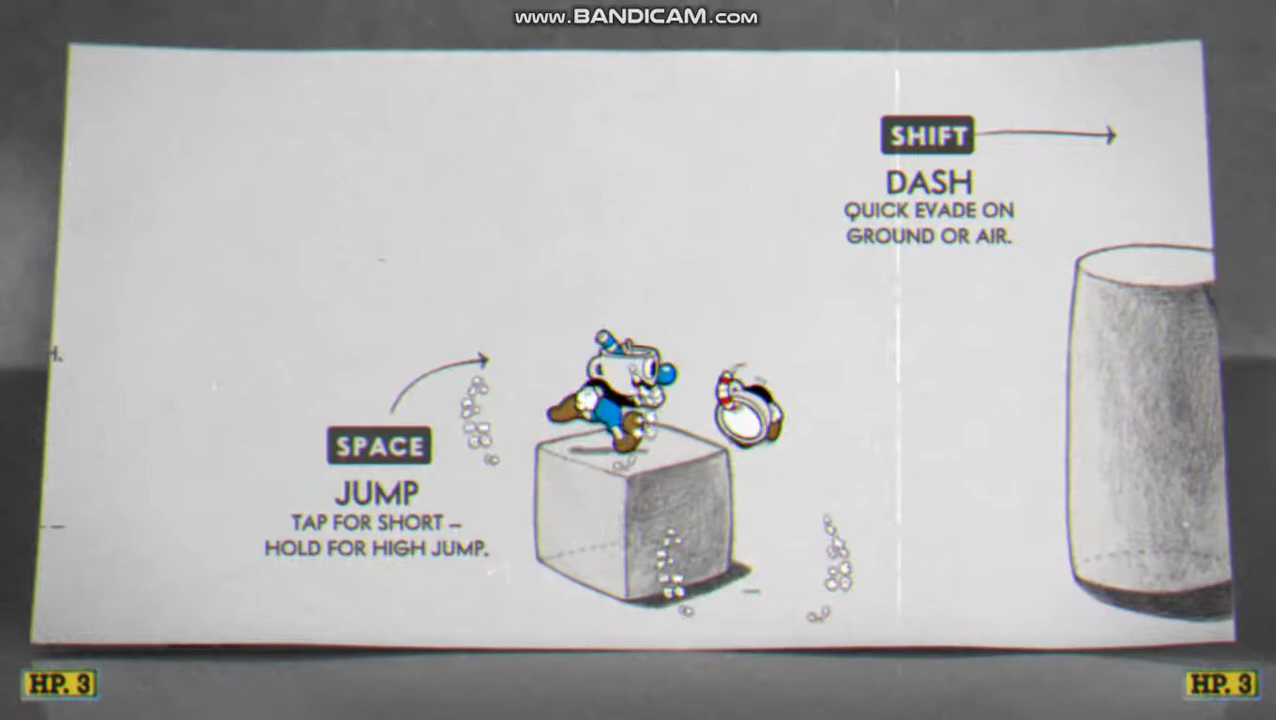 www.BANDICAM.com
SHIFT
DASH
QUICK EVADE ON
GROUND OR AIR.
H.
SPACE
JUMP
TAP FOR SHORT –
HOLD FOR HIGH JUMP.
HP. 3
HP. 3